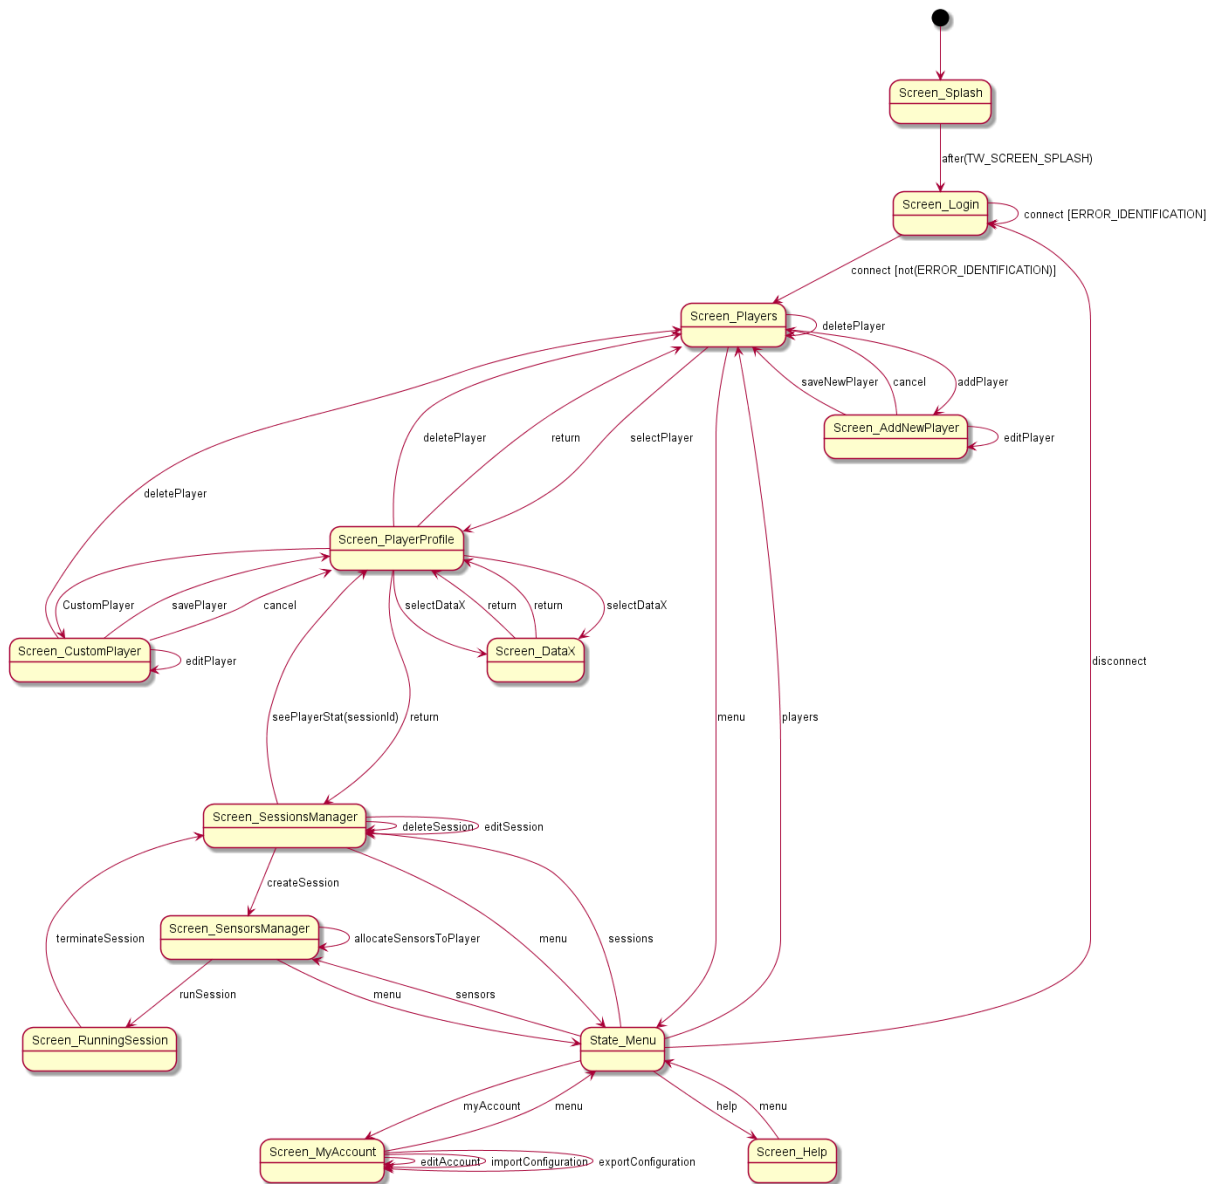 Screen_Splash
after(TW_SCREEN_SPLASH)
Screen_Login
connect [ERROR_IDENTIFICATION]
connect [not(ERROR_IDENTIFICATION)]
Screen_Players
deletePlayer
saveNewPlayer
cancel
addPlayer
Screen_AddNewPlayer
editPlayer
deletePlayer
return
selectPlayer
deletePlayer
Screen_PlayerProfile
CustomPlayer
savePlayer
cancel
selectDataX
return
return
selectDataX
Screen_CustomPlayer
editPlayer
Screen_DataX
disconnect
seePlayerStat(sessionId)
return
menu
players
Screen_SessionsManager
deleteSession
editSession
createSession
Screen_SensorsManager
allocateSensorsToPlayer
terminateSession
menu
sessions
runSession
menu
sensors
Screen_RunningSession
State_Menu
myAccount
menu
help
menu
Screen_MyAccount
editAccount
importConfiguration
exportConfiguration
Screen_Help